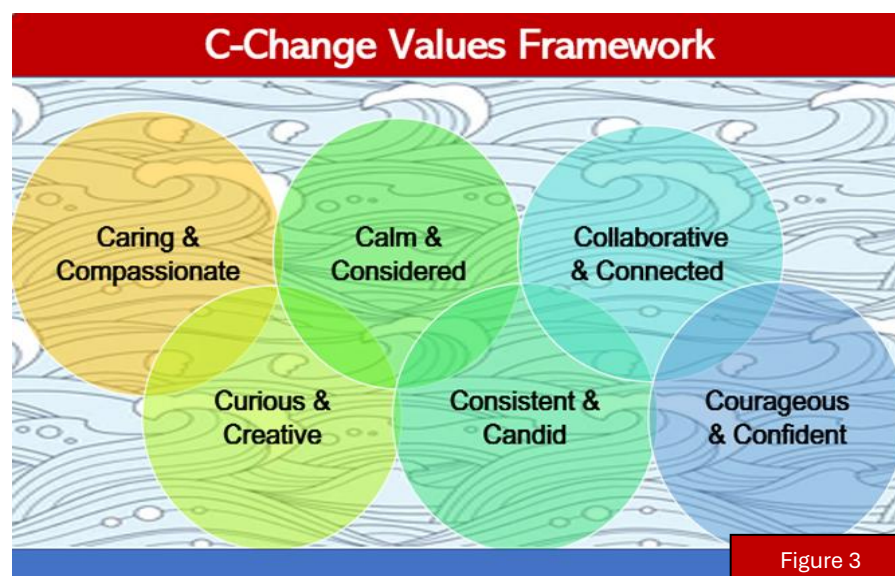 C-Change Values Framework
Caring &
Compassionate
Calm &
Considered
Collaborative
& Connected
Curious &
Creative
Consistent &
Candid
Courageous
& Confident
Figure 3